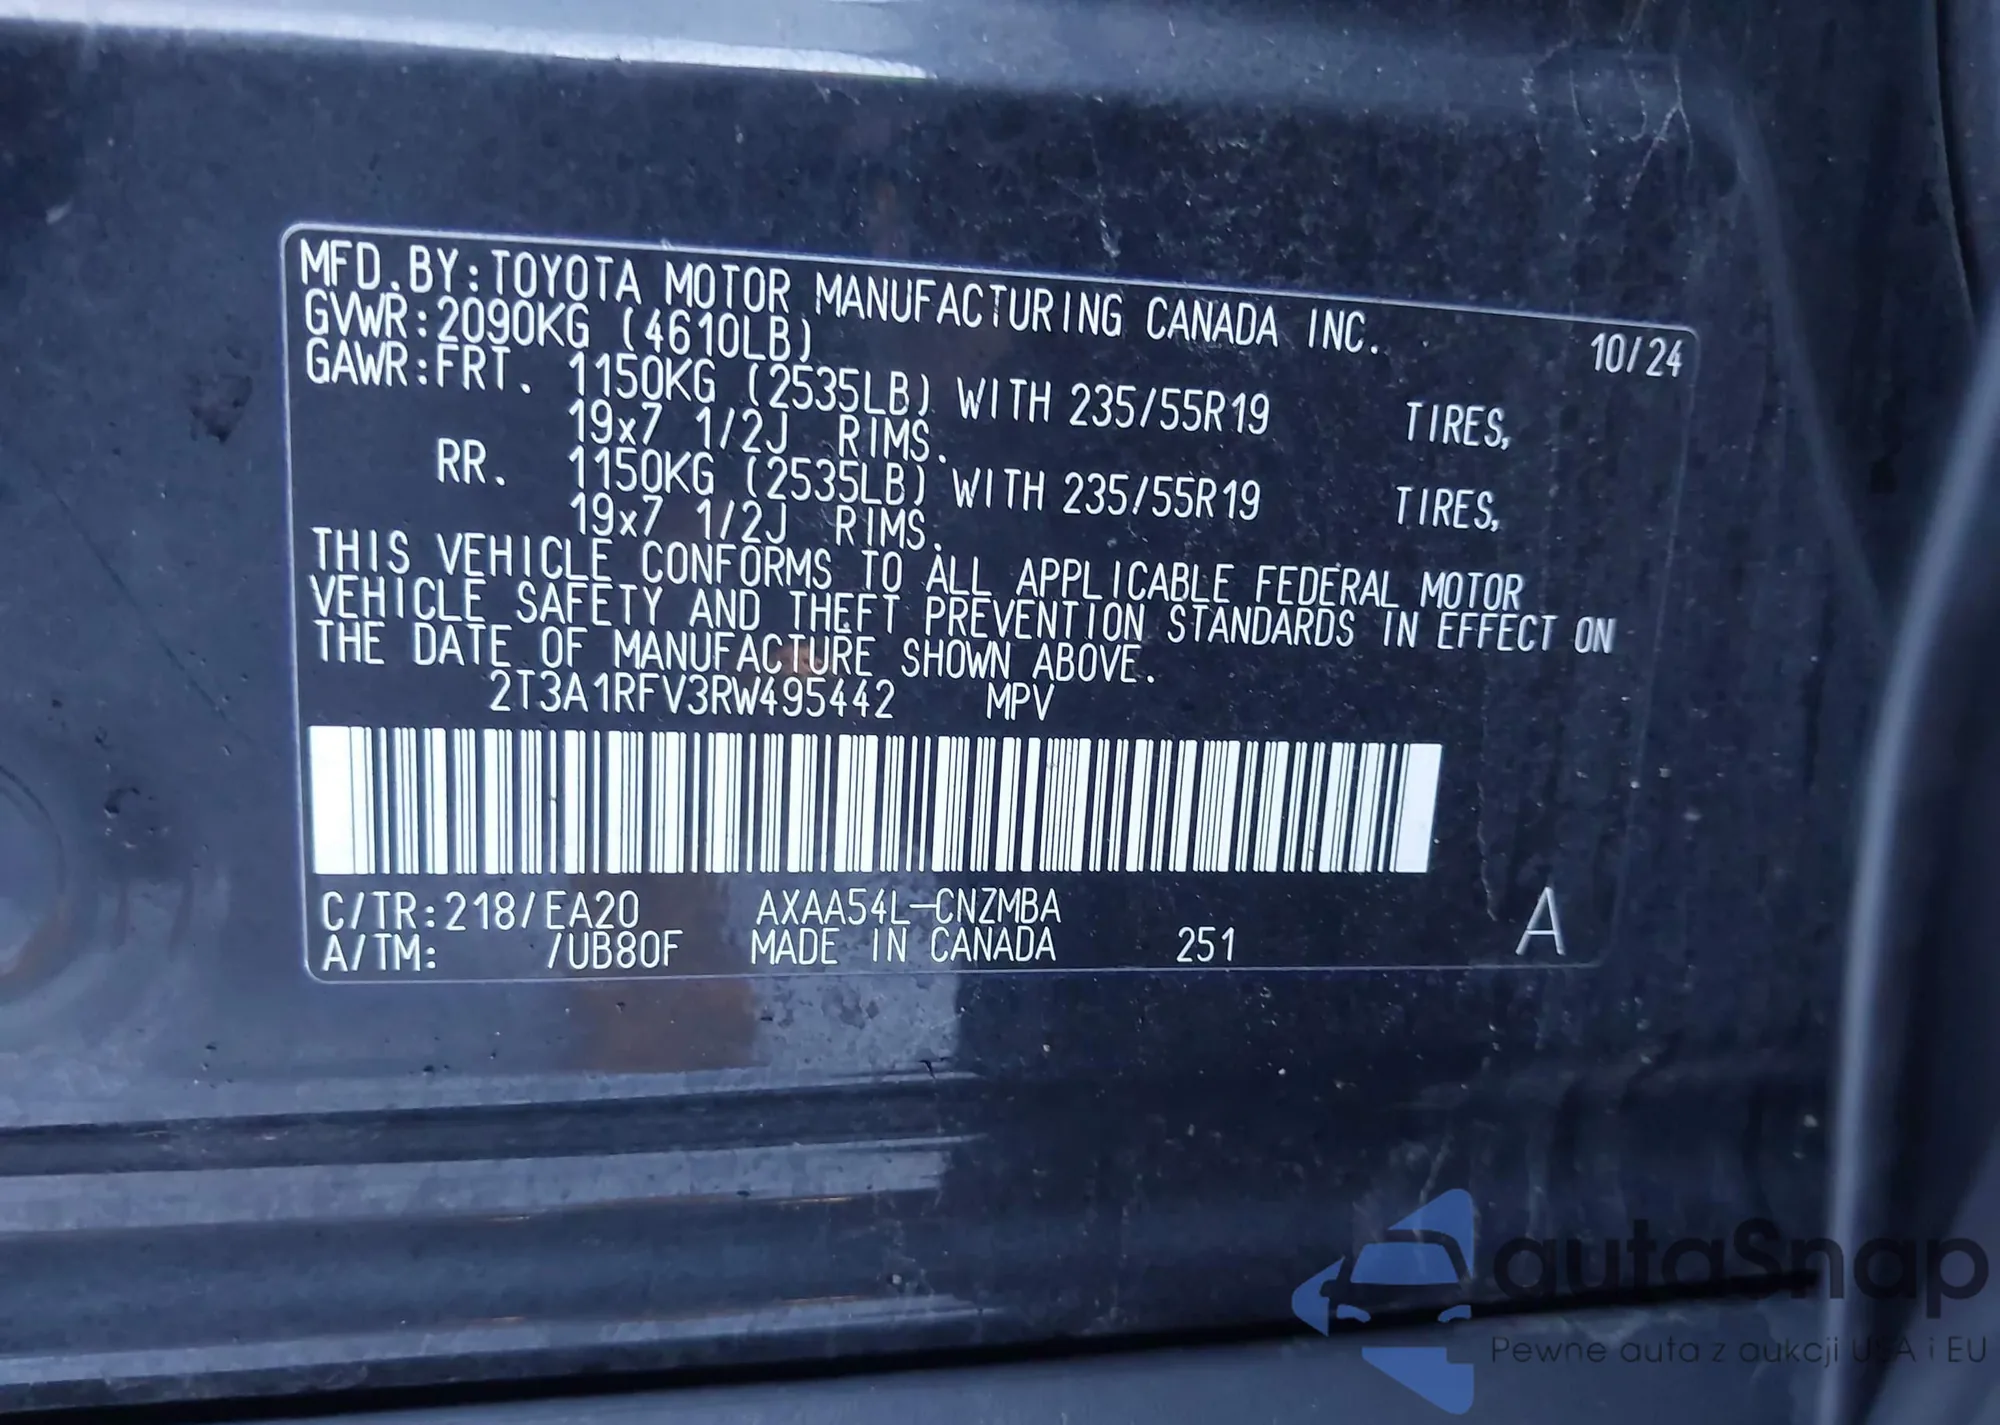 MFD.BY:TOYOTA MOTOR MANUFACTURING CANADA INC. 10/24
GVWR:2090KG (4610LB)
GAWR:FRT. 1150KG (2535LB) WITH 235/55R19 TIRES,
19x7 1/2J RIMS.
RR. 1150KG (2535LB) WITH 235/55R19 TIRES,
19x7 1/2J RIMS.
THIS VEHICLE CONFORMS TO ALL APPLICABLE FEDERAL MOTOR
VEHICLE SAFETY AND THEFT PREVENTION STANDARDS IN EFFECT ON
THE DATE OF MANUFACTURE SHOWN ABOVE.
2T3A1RFV3RW495442 MPV
C/TR:218/EA20 AXAA54L-CNZMBA A
A/TM: /UB80F MADE IN CANADA 251
autaSnap
Pewne auta z aukcji USA i EU